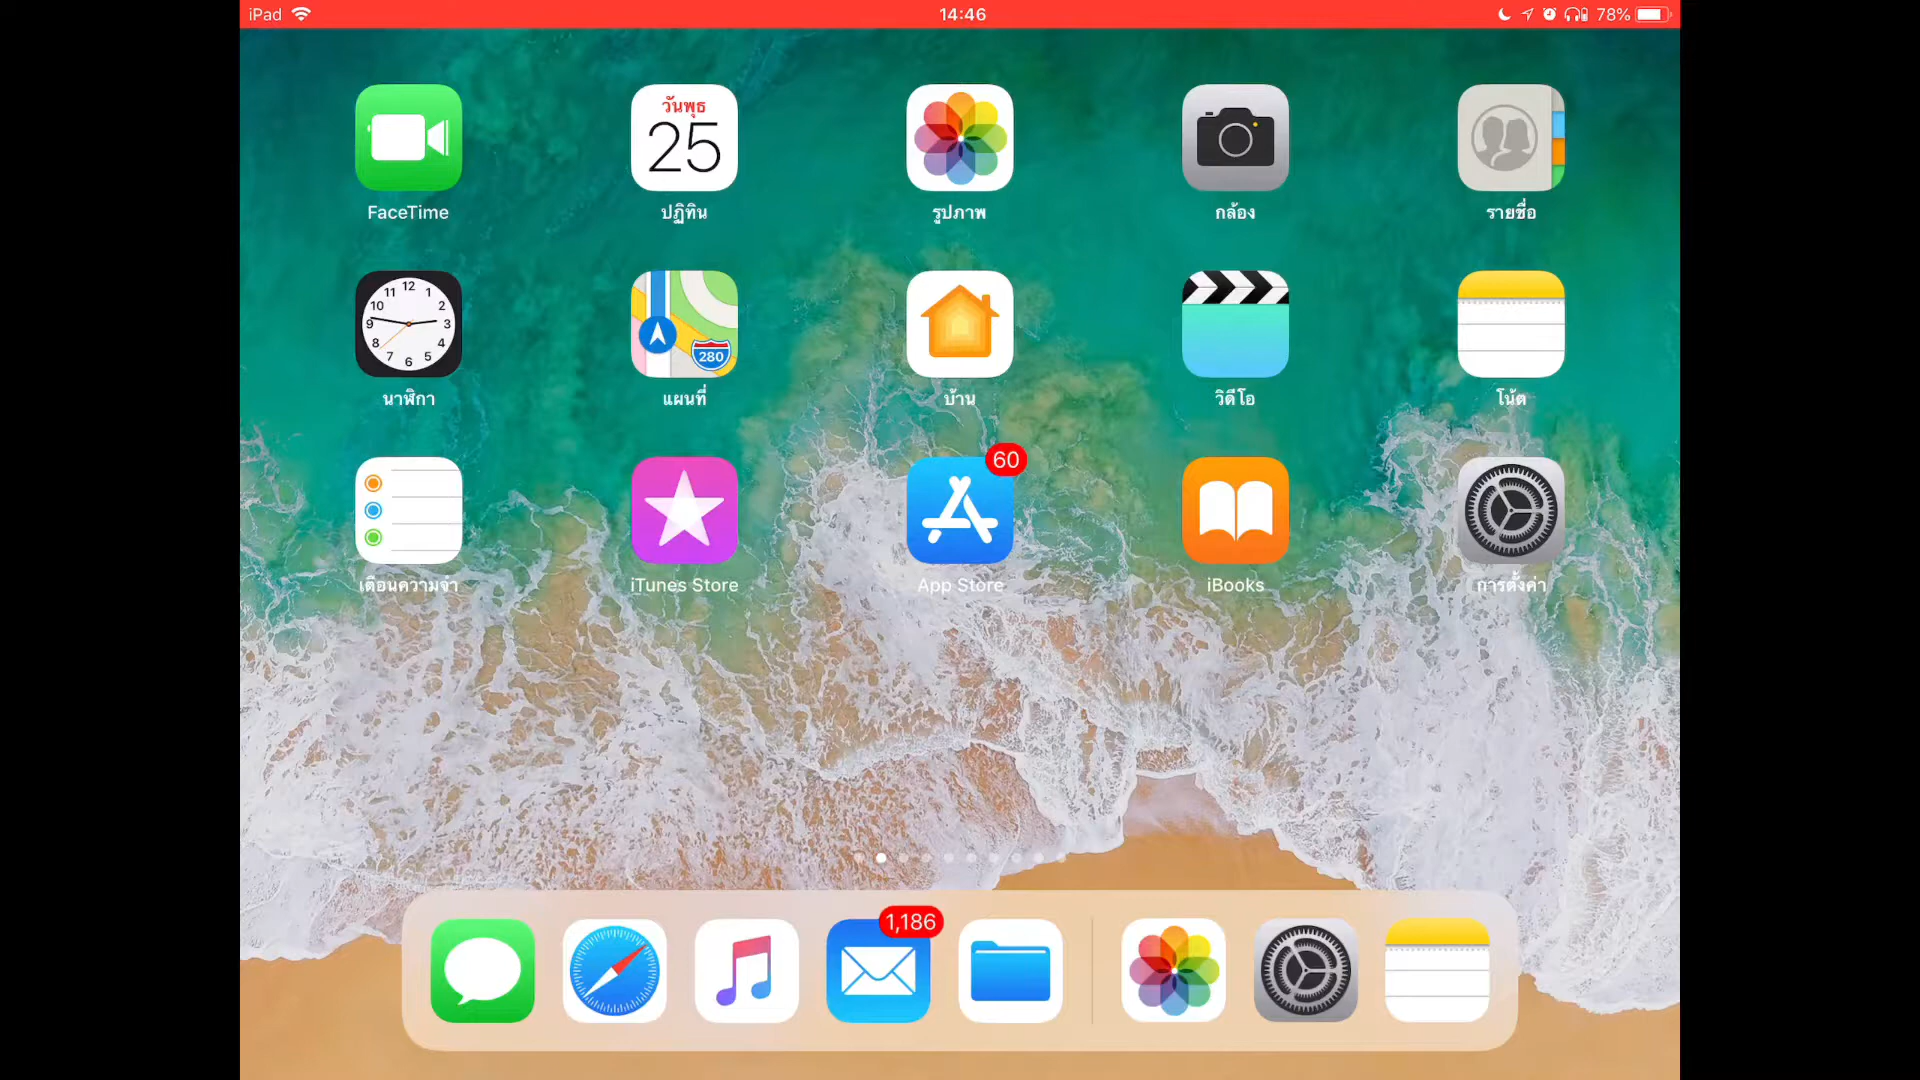 iPad 14:46 78%
วันพุธ
25
FaceTime ปฏิทิน รูปภาพ กล้อง รายชื่อ
12
11 1
10 2
9 3
8 4
7 5
6
280
นาฬิกา แผนที่ บ้าน วิดีโอ โน้ต
60
เตือนความจำ iTunes Store App Store iBooks การตั้งค่า
1,186